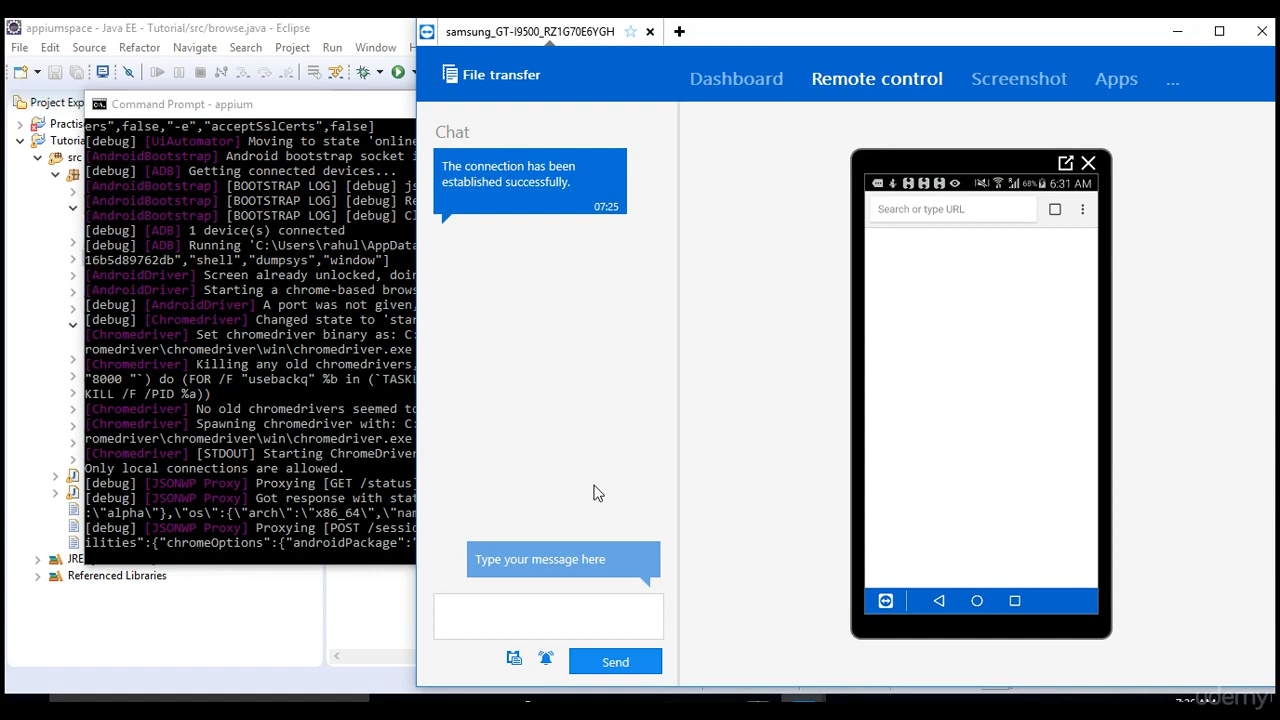 appiumspace - Java EE - Tutorial/src/browse.java - Eclipse
File Edit Source Refactor Navigate Search Project Run Window
Project Exp
Practis
Tutoria
src
JRE
Referenced Libraries
Command Prompt - appium
ers",false,"-e","acceptSslCerts",false]
[debug] [UiAutomator] Moving to state 'online
[AndroidBootstrap] Android bootstrap socket i
[debug] [ADB] Getting connected devices...
[AndroidBootstrap] [BOOTSTRAP LOG] [debug] js
[AndroidBootstrap] [BOOTSTRAP LOG] [debug] Re
[AndroidBootstrap] [BOOTSTRAP LOG] [debug] Cl
[debug] [ADB] 1 device(s) connected
[debug] [ADB] Running 'C:\Users\rahul\AppData
16b5d89762db","shell","dumpsys","window"]
[AndroidDriver] Screen already unlocked, doin
[AndroidDriver] Starting a chrome-based brows
[debug] [AndroidDriver] A port was not given,
[debug] [Chromedriver] Changed state to 'star
[Chromedriver] Set chromedriver binary as: C:
romedriver\chromedriver\win\chromedriver.exe
[Chromedriver] Killing any old chromedrivers,
"8000 "`) do (FOR /F "usebackq" %b in (`TASKL
KILL /F /PID %a))
[Chromedriver] No old chromedrivers seemed to
[Chromedriver] Spawning chromedriver with: C:
romedriver\chromedriver\win\chromedriver.exe
[Chromedriver] [STDOUT] Starting ChromeDriver
Only local connections are allowed.
[debug] [JSONWP Proxy] Proxying [GET /status]
[debug] [JSONWP Proxy] Got response with stat
:\"alpha\"},\"os\":{\"arch\":\"x86_64\",\"nam
[debug] [JSONWP Proxy] Proxying [POST /sessio
ilities":{"chromeOptions":{"androidPackage":"
samsung_GT-I9500_RZ1G70E6YGH
File transfer
Dashboard Remote control Screenshot Apps ...
Chat
The connection has been
established successfully.
07:25
Type your message here
Send
68% 6:31 AM
Search or type URL
udemy